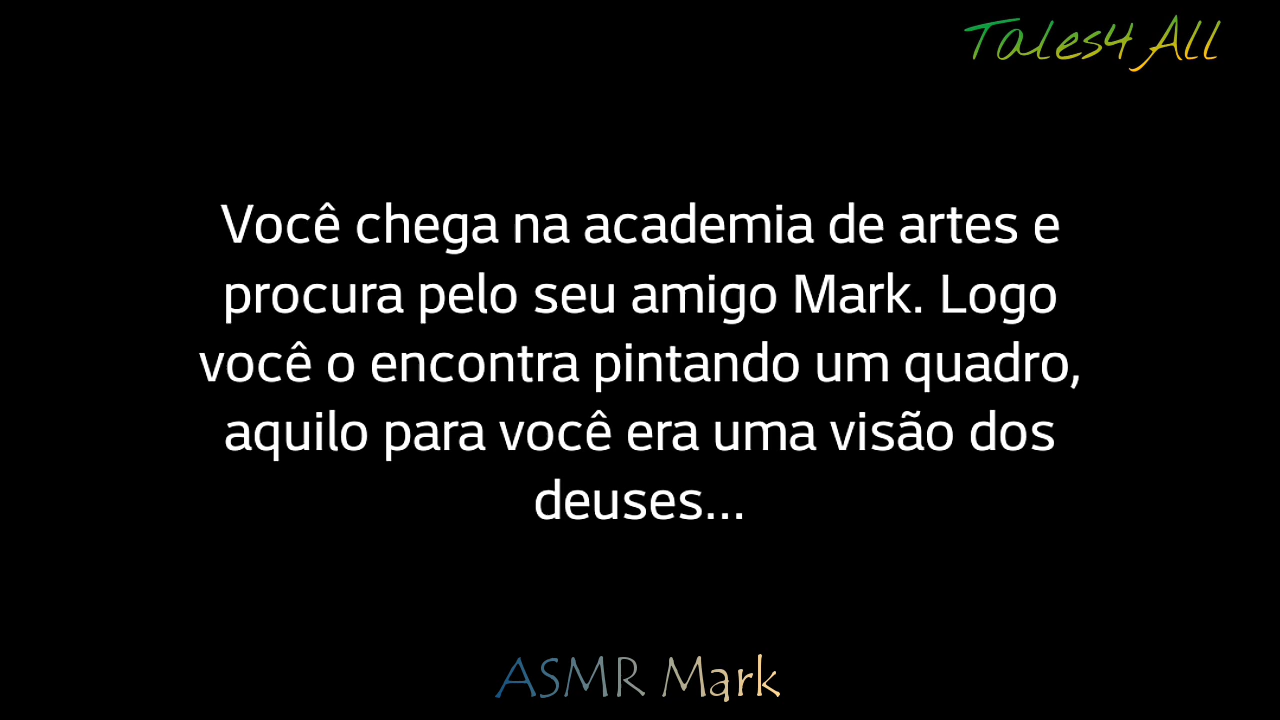 Tales4 All
Você chega na academia de artes e
procura pelo seu amigo Mark. Logo
você o encontra pintando um quadro,
aquilo para você era uma visão dos
deuses...
ASMR Mark